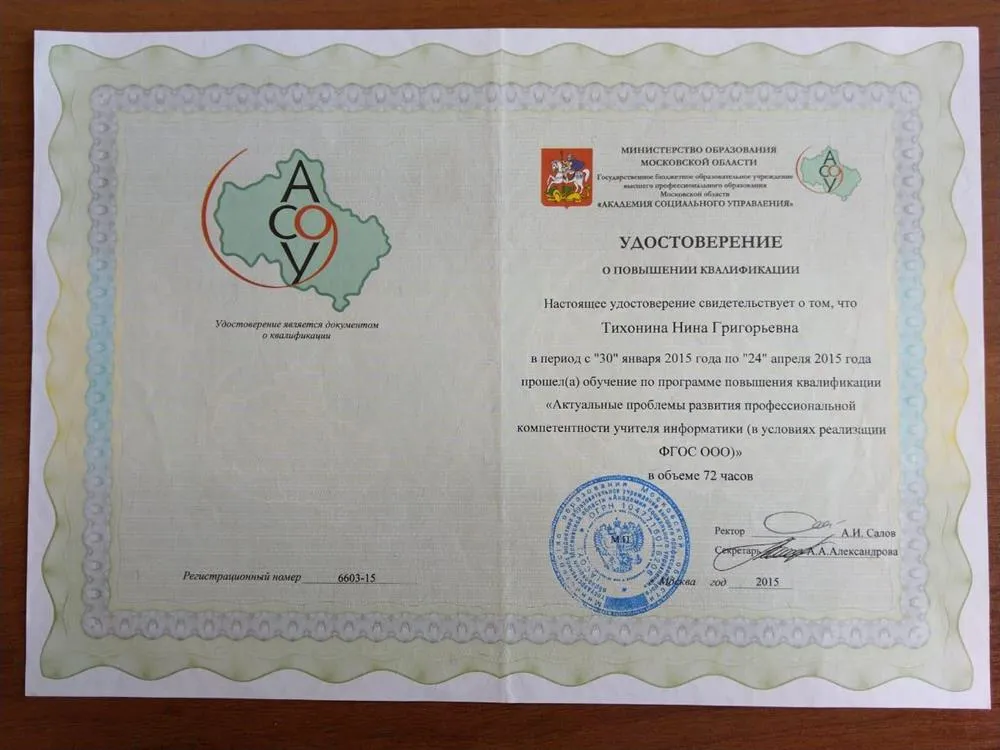 АСОУ
Удостоверение является документом
о квалификации
Регистрационный номер 6603-15
МИНИСТЕРСТВО ОБРАЗОВАНИЯ
МОСКОВСКОЙ ОБЛАСТИ
Государственное бюджетное образовательное учреждение
высшего профессионального образования
Московской области
«АКАДЕМИЯ СОЦИАЛЬНОГО УПРАВЛЕНИЯ»
АСОУ
УДОСТОВЕРЕНИЕ
О ПОВЫШЕНИИ КВАЛИФИКАЦИИ
Настоящее удостоверение свидетельствует о том, что
Тихонина Нина Григорьевна
в период с "30" января 2015 года по "24" апреля 2015 года
прошел(а) обучение по программе повышения квалификации
«Актуальные проблемы развития профессиональной
компетентности учителя информатики (в условиях реализации
ФГОС ООО)»
в объеме 72 часов
М.П.
Ректор А.И. Салов
Секретарь А.А.Александрова
Москва год 2015